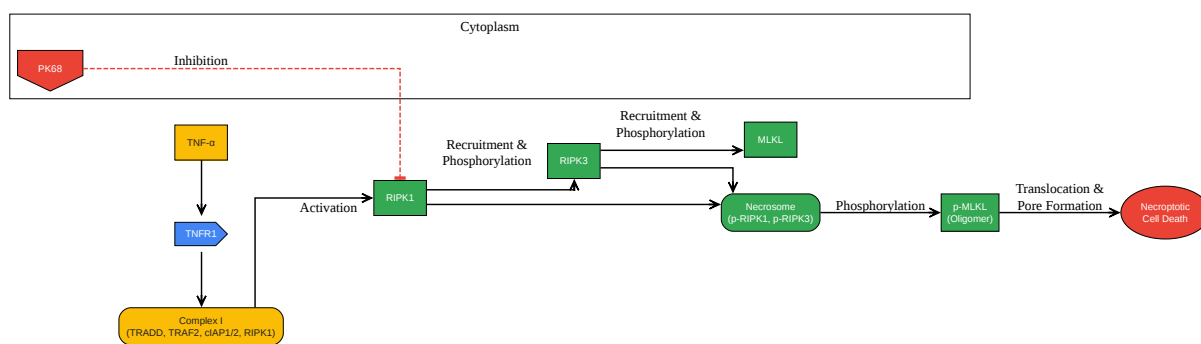 Cytoplasm
PK68
Inhibition
TNF-α
Recruitment &
Phosphorylation
MLKL
Recruitment &
Phosphorylation
RIPK3
RIPK1
Activation
TNFR1
Necrosome
(p-RIPK1, p-RIPK3)
Phosphorylation
p-MLKL
(Oligomer)
Translocation &
Pore Formation
Necroptotic
Cell Death
Complex I
(TRADD, TRAF2, cIAP1/2, RIPK1)